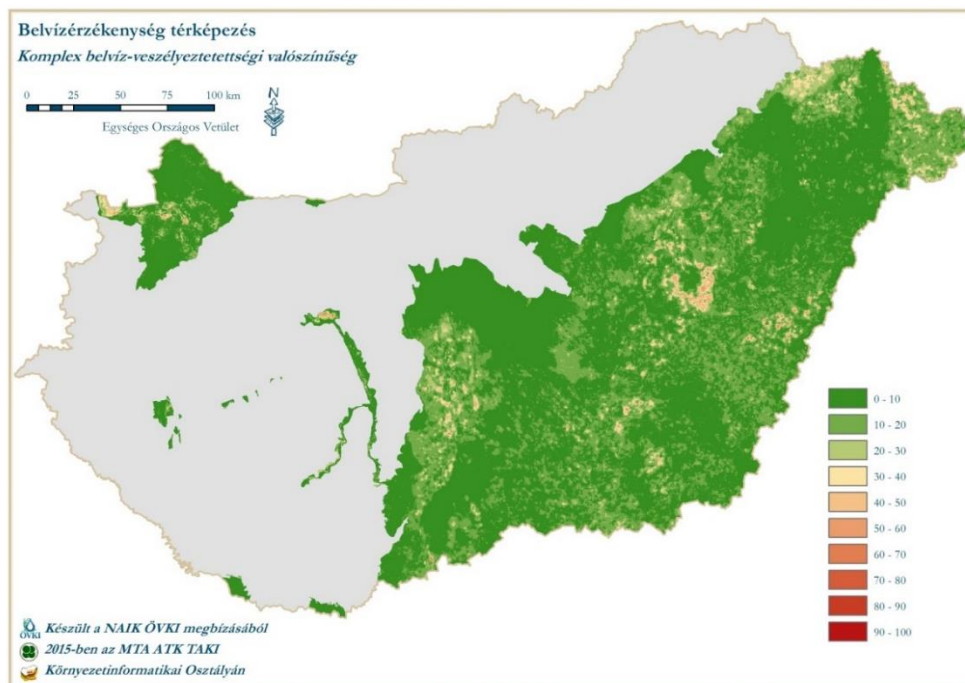 Belvízérzékenység térképezés
Komplex belvíz-veszélyeztetettségi valószínűség
0 25 50 75 100 km
N
Egységes Országos Vetület
0 - 10
10 - 20
20 - 30
30 - 40
40 - 50
50 - 60
60 - 70
70 - 80
80 - 90
90 - 100
ÖVKI
Készült a NAIK ÖVKI megbízásából
2015-ben az MTA ATK TAKI
Környezetinformatikai Osztályán